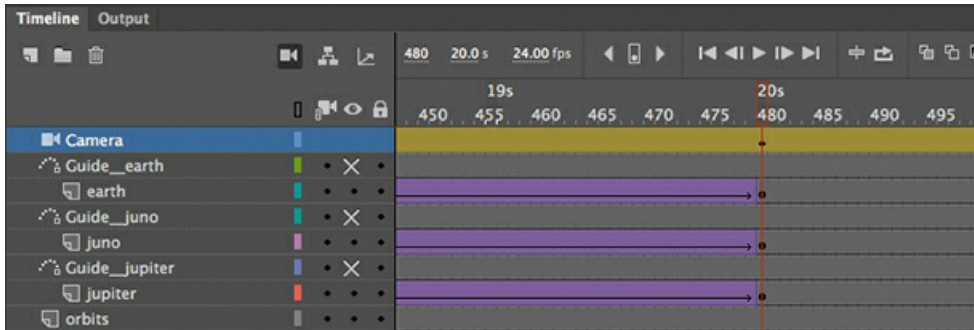 Timeline Output
480 20.0 s 24.00 fps
19s 20s
450 455 460 465 470 475 480 485 490 495
Camera
Guide__earth
earth
Guide__juno
juno
Guide__jupiter
jupiter
orbits